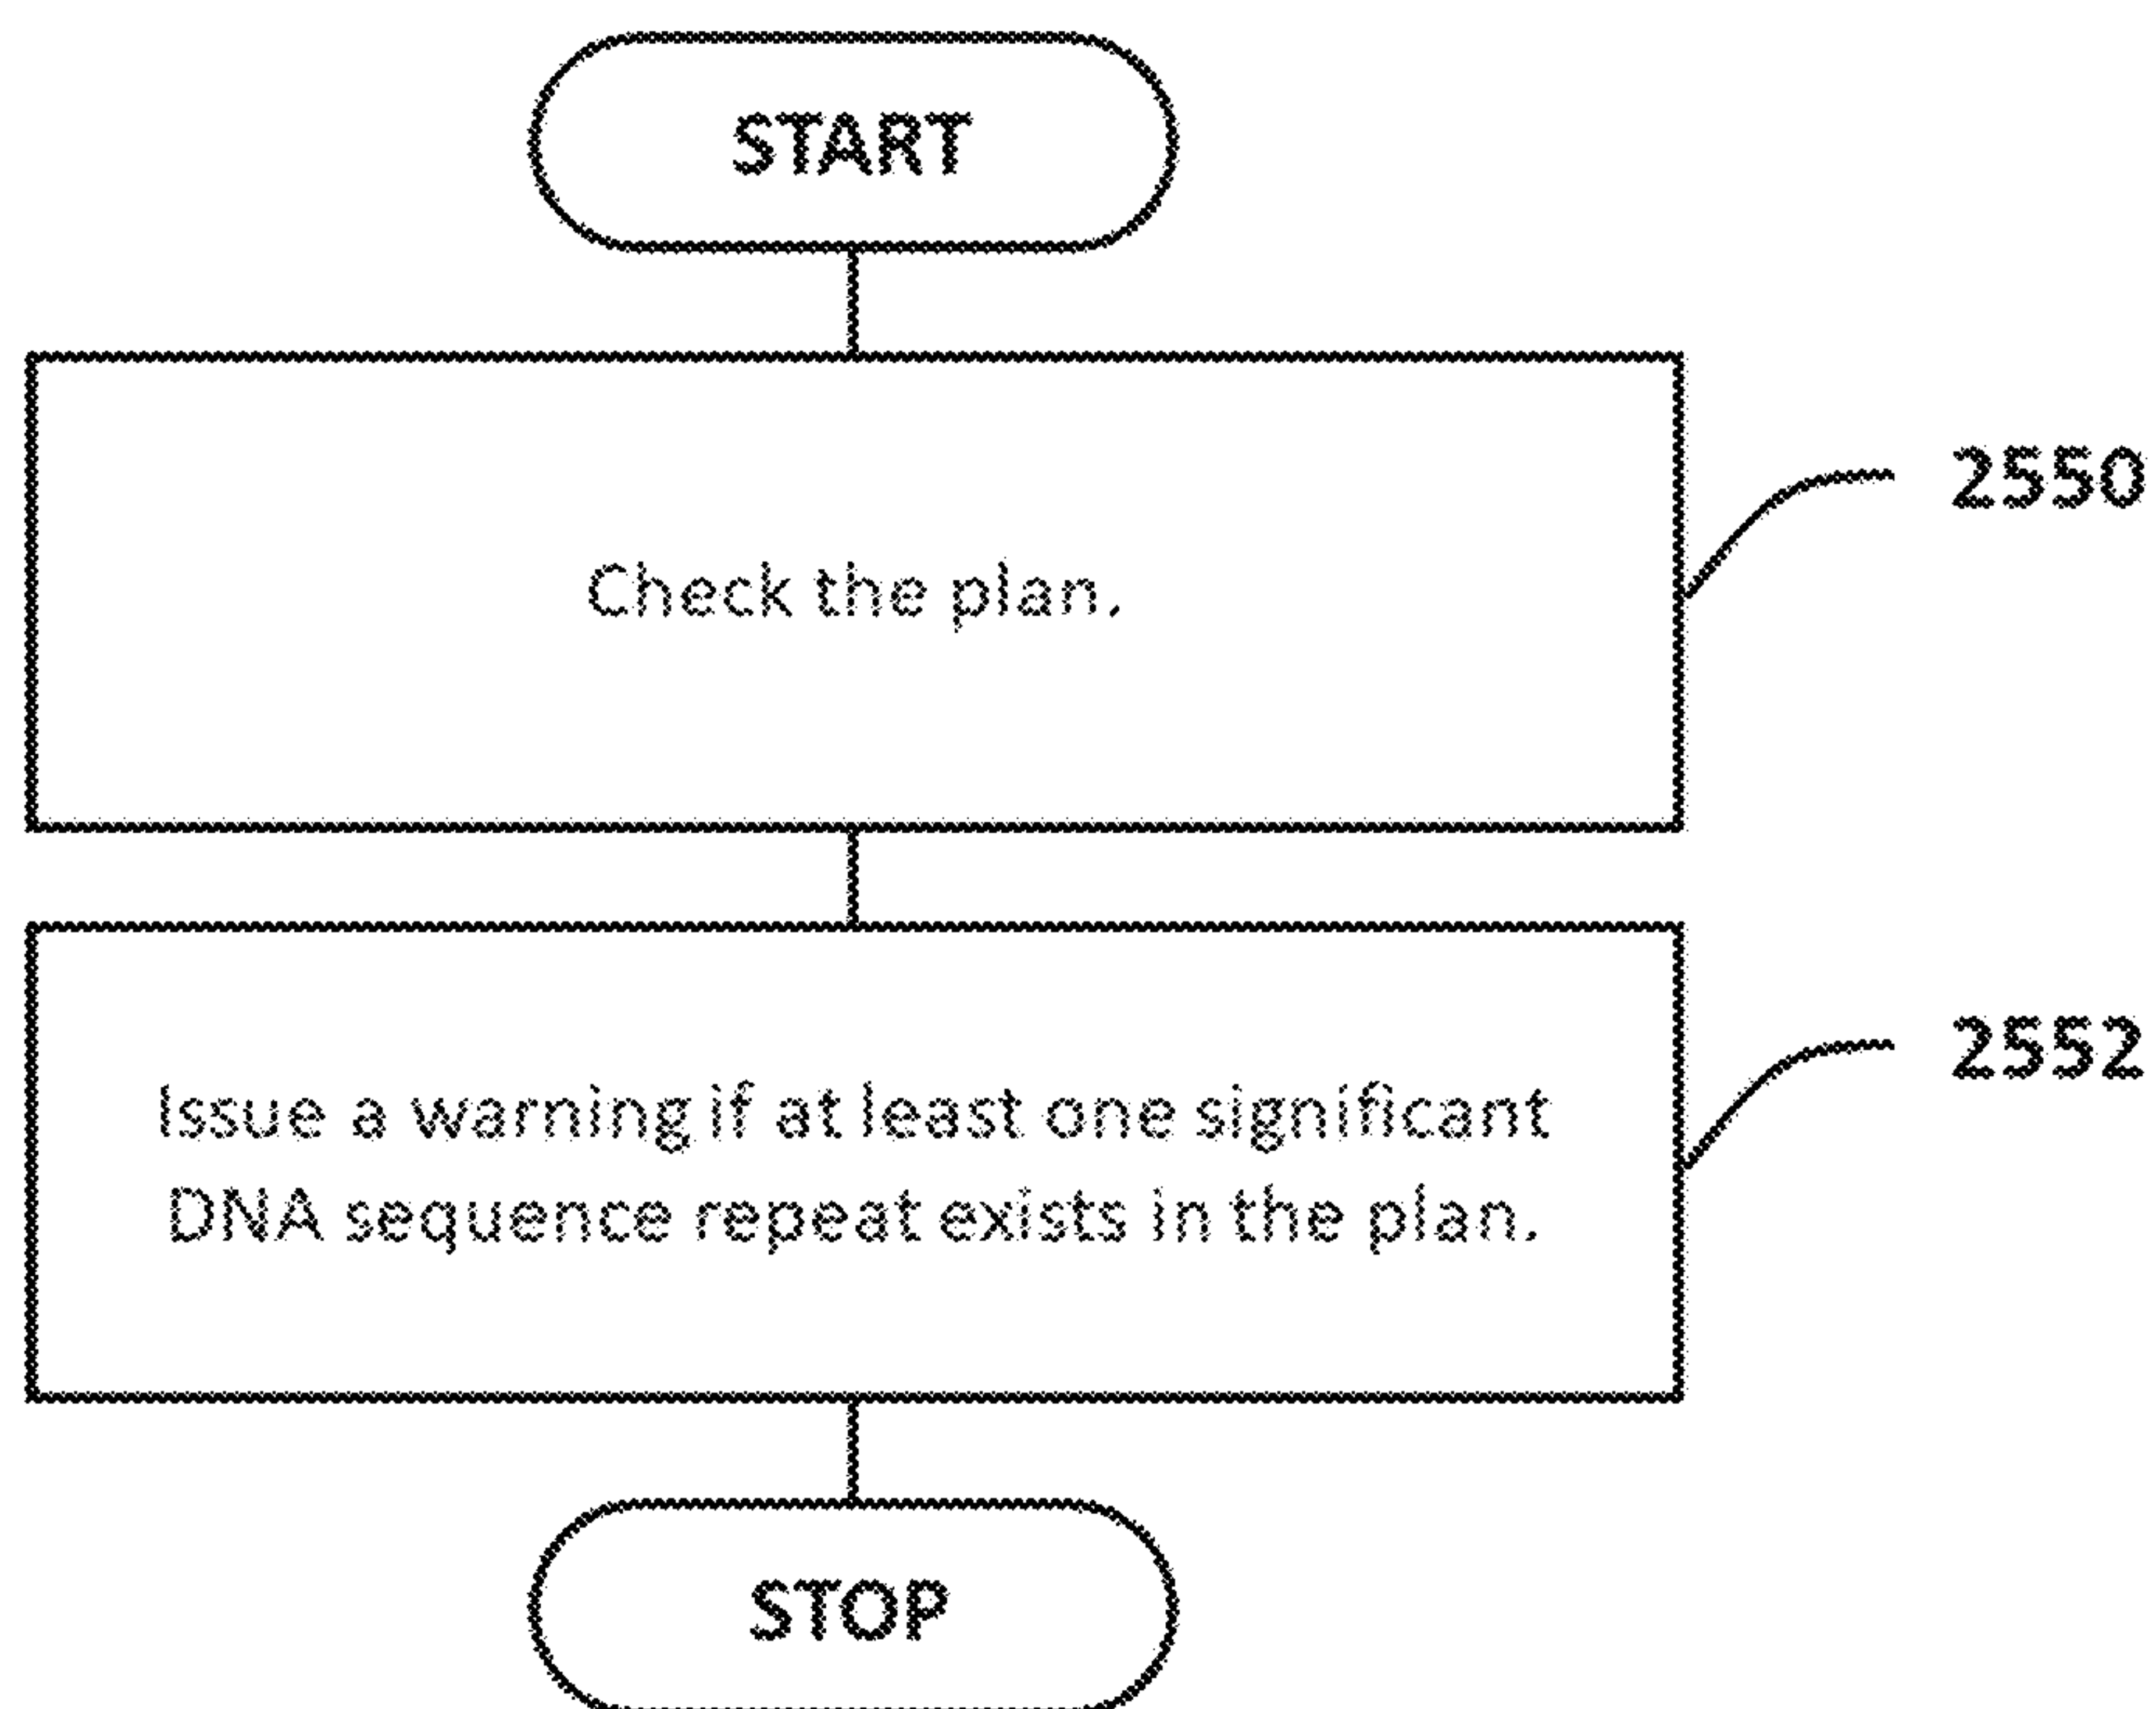 START
Check the plan.
2550
Issue a warning if at least one significant
DNA sequence repeat exists in the plan.
2552
STOP